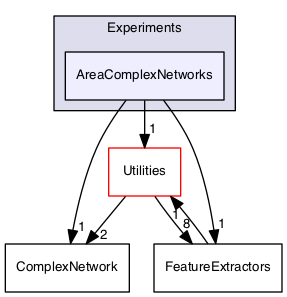 Experiments
AreaComplexNetworks
1
Utilities
1
2
1
8
1
ComplexNetwork
FeatureExtractors